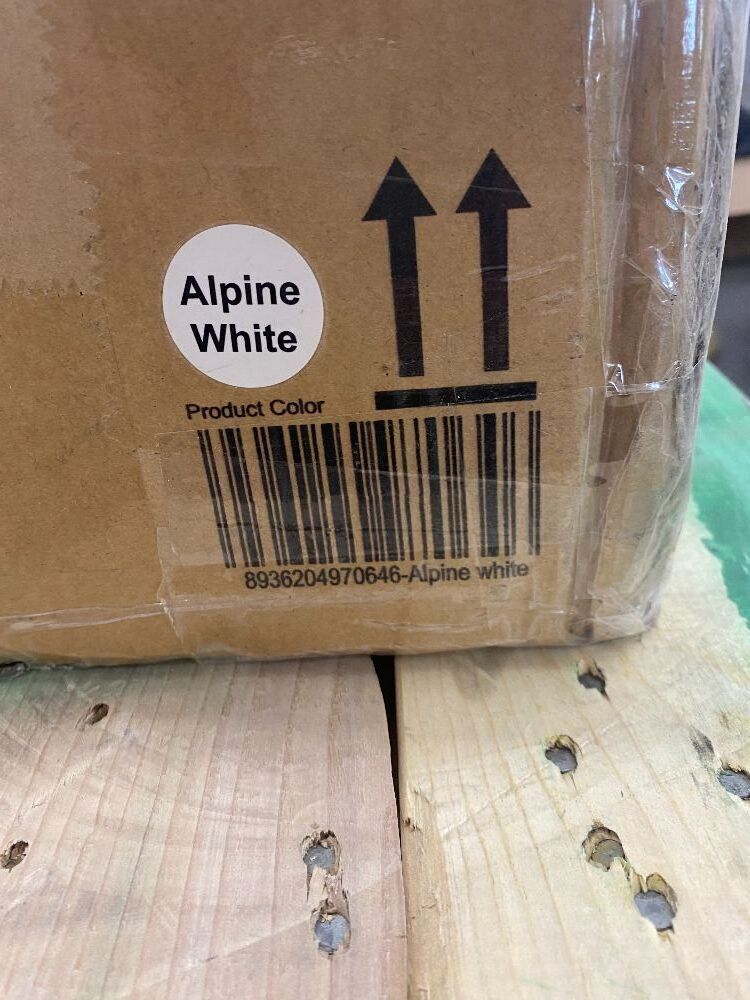 Alpine
White
Product Color
8936204970646-Alpine white